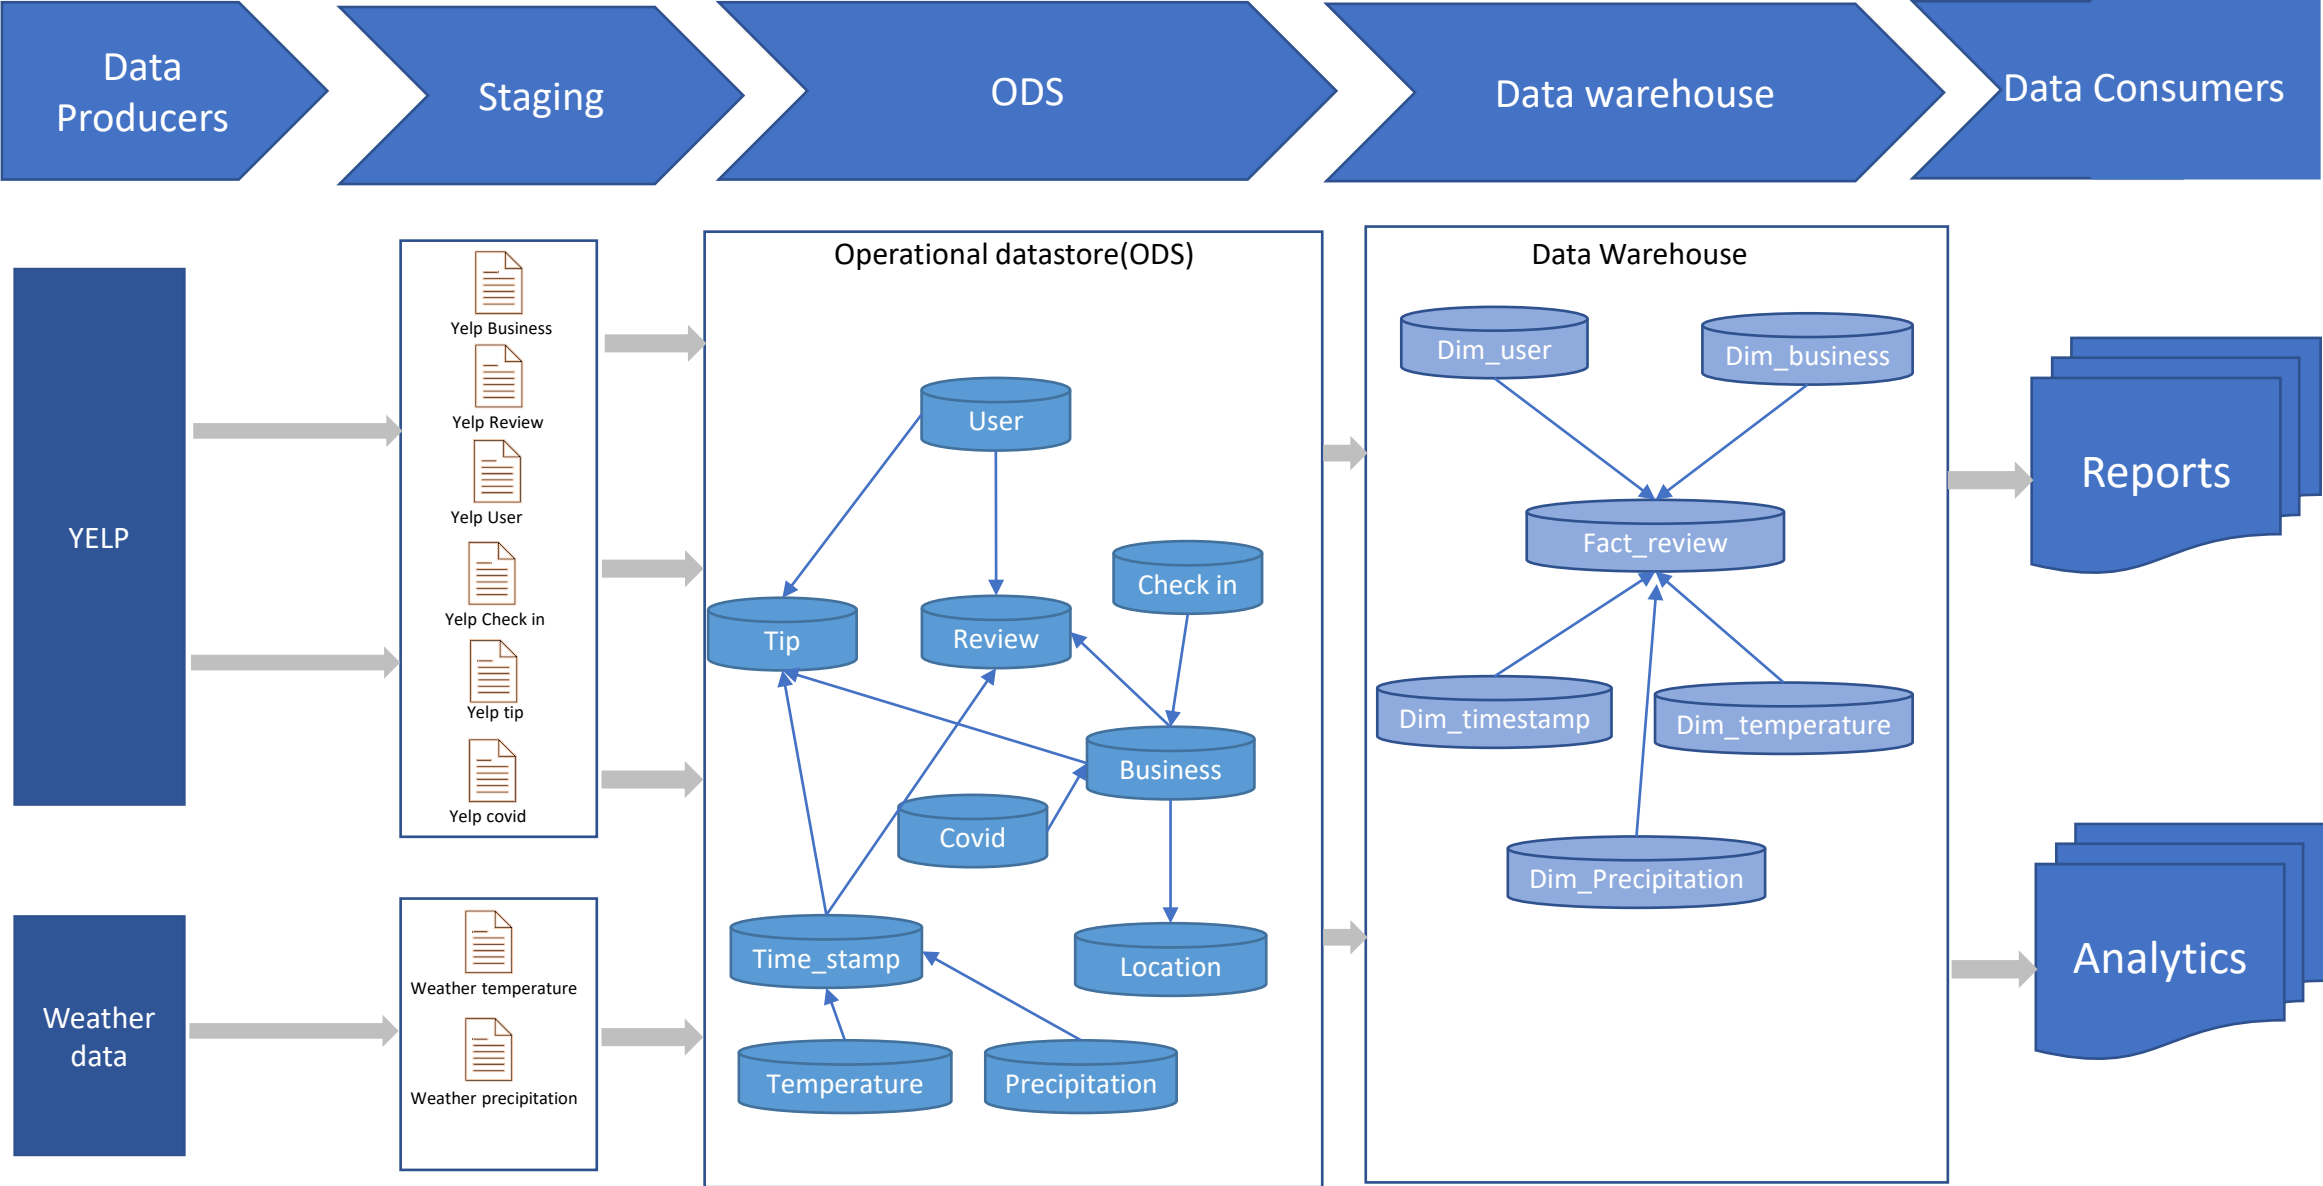 Data
Producers
Staging
ODS
Data warehouse
Data Consumers
YELP
Weather
data
Yelp Business
Yelp Review
Yelp User
Yelp Check in
Yelp tip
Yelp covid
Weather temperature
Weather precipitation
Operational datastore(ODS)
User
Check in
Tip
Review
Business
Covid
Time_stamp
Location
Temperature
Precipitation
Data Warehouse
Dim_user
Dim_business
Fact_review
Dim_timestamp
Dim_temperature
Dim_Precipitation
Reports
Analytics